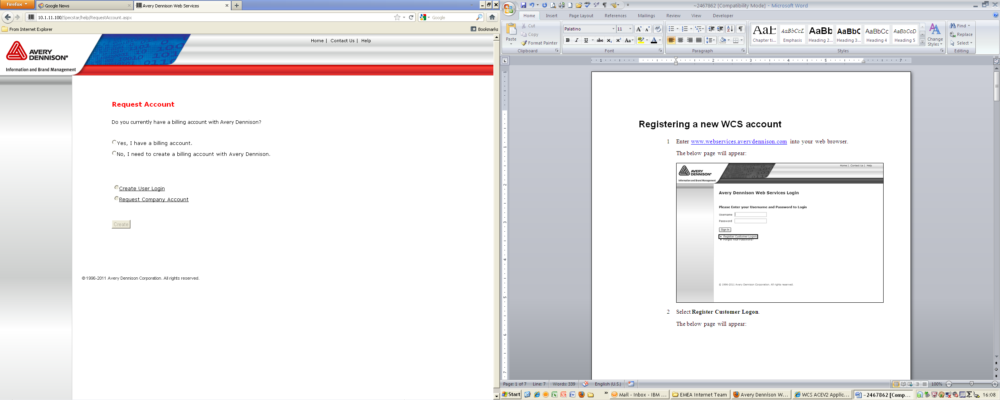 Firefox
Google News
Avery Dennison Web Services
10.1.11.100/Specstar/help/RequestAccount.aspx
Google
From Internet Explorer
Bookmarks
Home | Contact Us | Help
AVERY
DENNISON
Information and Brand Management
Request Account
Do you currently have a billing account with Avery Dennison?
Yes, I have a billing account.
No, I need to create a billing account with Avery Dennison.
Create User Login
Request Company Account
Create
© 1996-2011 Avery Dennison Corporation. All rights reserved.
~2467862 [Compatibility Mode] - Microsoft Word
Home Insert Page Layout References Mailings Review View Developer
Paste
Cut
Copy
Format Painter
Clipboard
Palatino 11
Font
Paragraph
AaE AaBbCcL AaBb AaBbC AaBbCc AaBbCcD
Chapter ti... Emphasis Heading 2... Heading 3... Heading 4 Heading 5
Change
Styles
Styles
Find
Replace
Select
Editing
1 2 3 4 5 7
Registering a new WCS account
1 Enter www.webservices.averydennison.com into your web browser.
The below page will appear:
Home | Contact Us | Help
AVERY
DENNISON
Information and Brand Management
Avery Dennison Web Services Login
Please Enter your Username and Password to Login
Username
Password
Sign In
• Register Customer Logon
• Forgot Your Password?
© 1996-2011 Avery Dennison Corporation. All rights reserved.
2 Select Register Customer Logon.
The below page will appear:
Page: 1 of 7 Line: 7 Words: 339 English (U.S.) 100%
Start
Mail - Inbox - IBM ...
EMEA Internet Team
Avery Dennison W...
WCS ACEV2 Applic...
~2467862 [Comp...
16:08